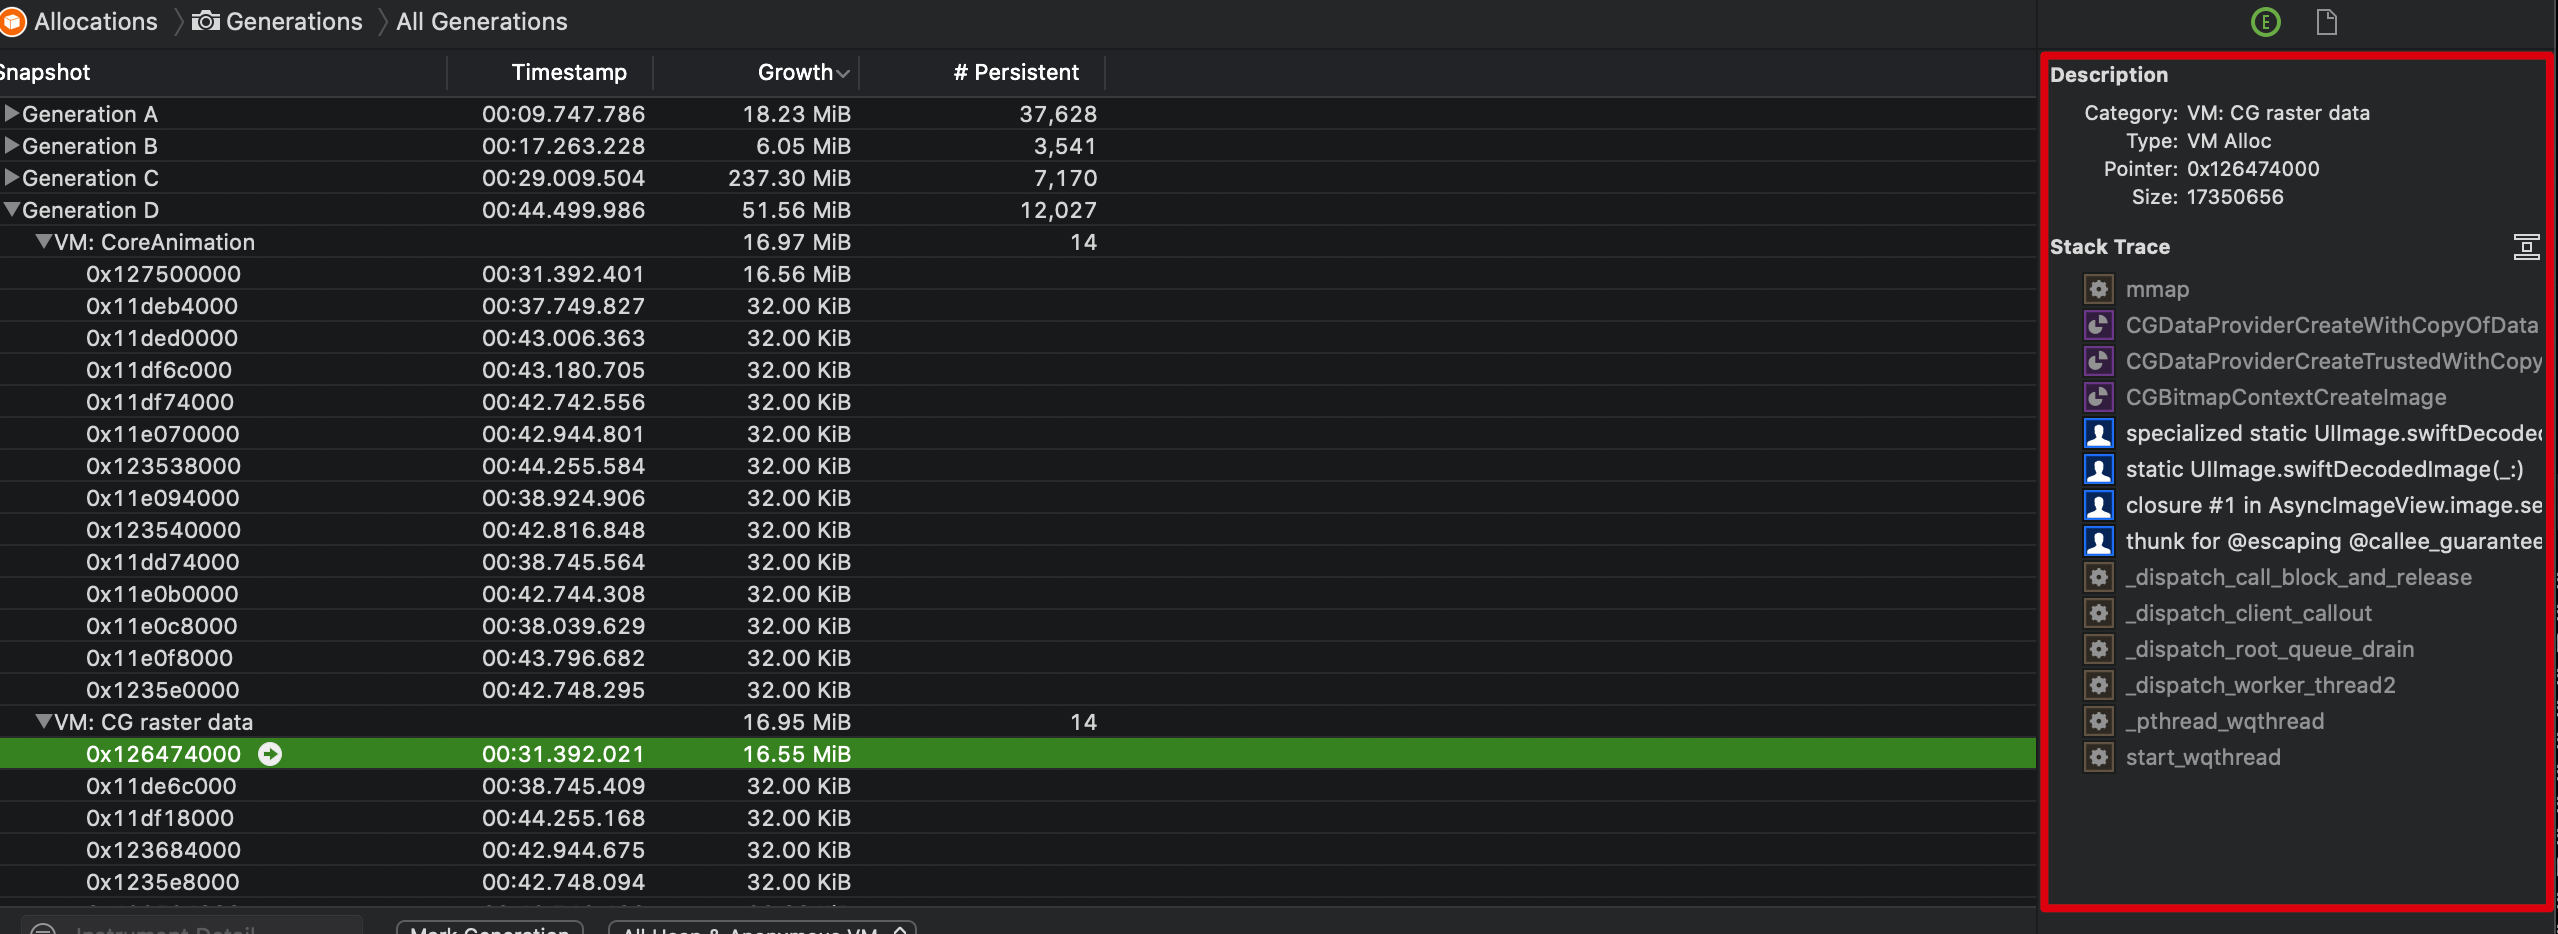 Allocations Generations All Generations
Snapshot Timestamp Growth # Persistent
Generation A 00:09.747.786 18.23 MiB 37,628
Generation B 00:17.263.228 6.05 MiB 3,541
Generation C 00:29.009.504 237.30 MiB 7,170
Generation D 00:44.499.986 51.56 MiB 12,027
VM: CoreAnimation 16.97 MiB 14
0x127500000 00:31.392.401 16.56 MiB
0x11deb4000 00:37.749.827 32.00 KiB
0x11ded0000 00:43.006.363 32.00 KiB
0x11df6c000 00:43.180.705 32.00 KiB
0x11df74000 00:42.742.556 32.00 KiB
0x11e070000 00:42.944.801 32.00 KiB
0x123538000 00:44.255.584 32.00 KiB
0x11e094000 00:38.924.906 32.00 KiB
0x123540000 00:42.816.848 32.00 KiB
0x11dd74000 00:38.745.564 32.00 KiB
0x11e0b0000 00:42.744.308 32.00 KiB
0x11e0c8000 00:38.039.629 32.00 KiB
0x11e0f8000 00:43.796.682 32.00 KiB
0x1235e0000 00:42.748.295 32.00 KiB
VM: CG raster data 16.95 MiB 14
0x126474000 00:31.392.021 16.55 MiB
0x11de6c000 00:38.745.409 32.00 KiB
0x11df18000 00:44.255.168 32.00 KiB
0x123684000 00:42.944.675 32.00 KiB
0x1235e8000 00:42.748.094 32.00 KiB
Instrument Detail Mark Generation All Heap & Anonymous VM
E
Description
Category: VM: CG raster data
Type: VM Alloc
Pointer: 0x126474000
Size: 17350656
Stack Trace
mmap
CGDataProviderCreateWithCopyOfData
CGDataProviderCreateTrustedWithCopy
CGBitmapContextCreateImage
specialized static UIImage.swiftDecoded
static UIImage.swiftDecodedImage(_:)
closure #1 in AsyncImageView.image.se
thunk for @escaping @callee_guarantee
_dispatch_call_block_and_release
_dispatch_client_callout
_dispatch_root_queue_drain
_dispatch_worker_thread2
_pthread_wqthread
start_wqthread